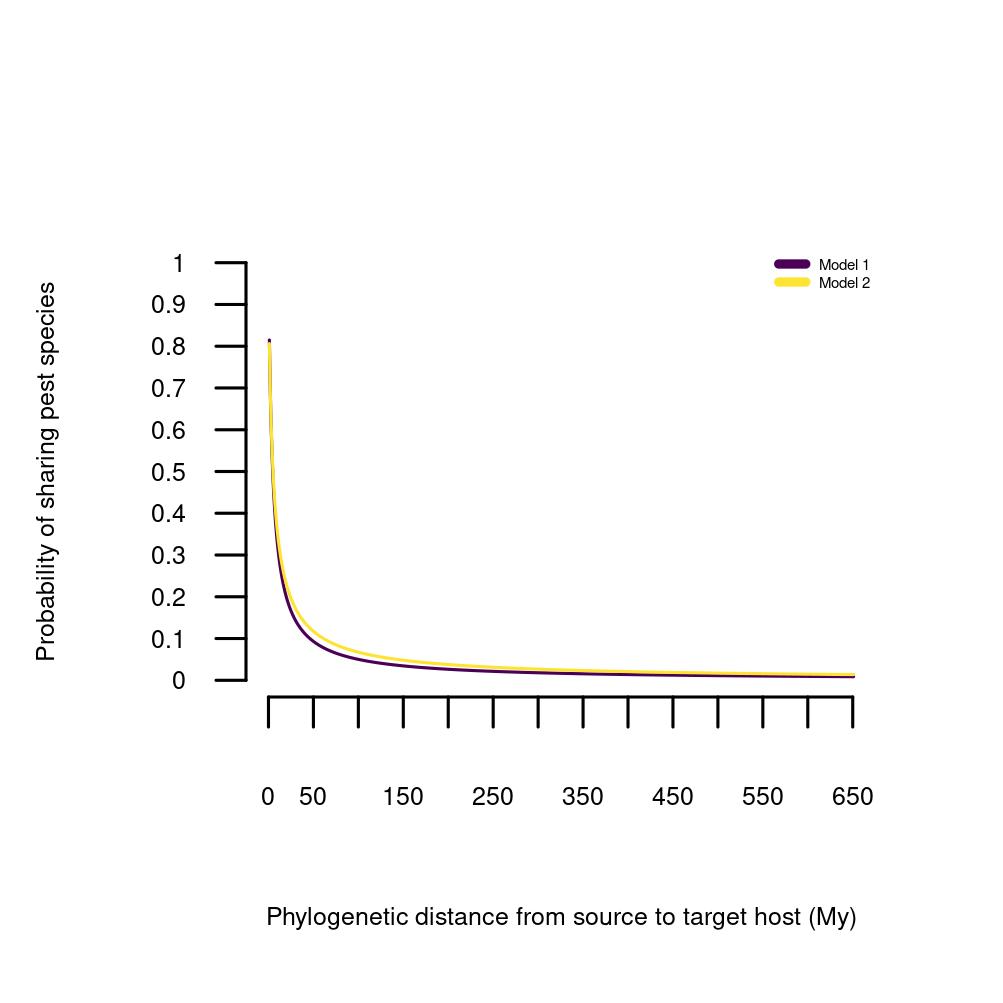 Probability of sharing pest species
1
0.9
0.8
0.7
0.6
0.5
0.4
0.3
0.2
0.1
0
Model 1
Model 2
0 50 150 250 350 450 550 650
Phylogenetic distance from source to target host (My)